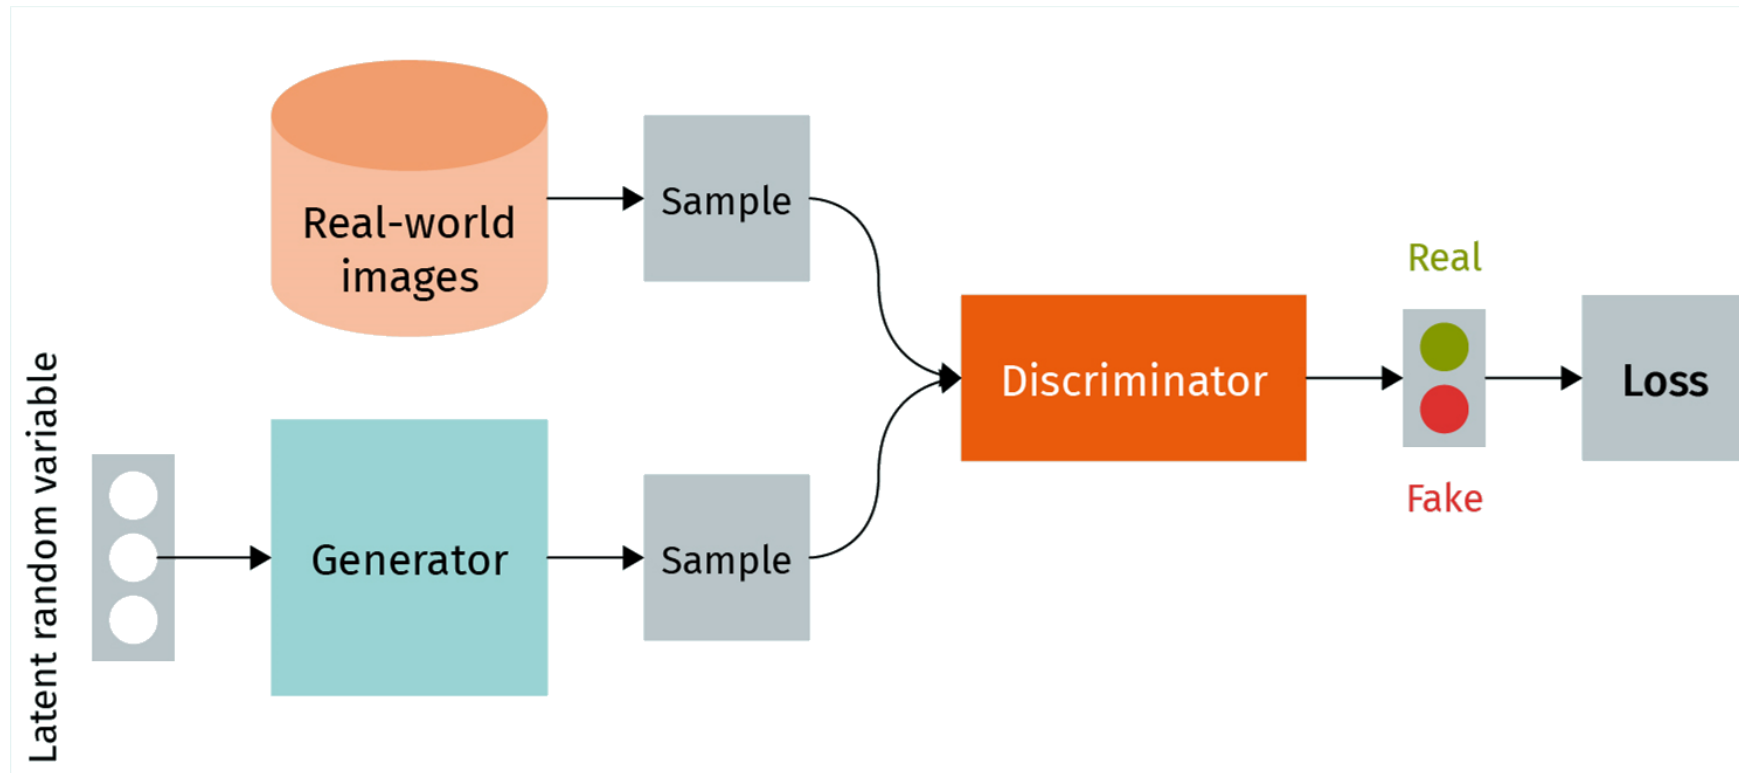 Real-world
images
Sample
Latent random variable
Generator
Sample
Discriminator
Real
Fake
Loss